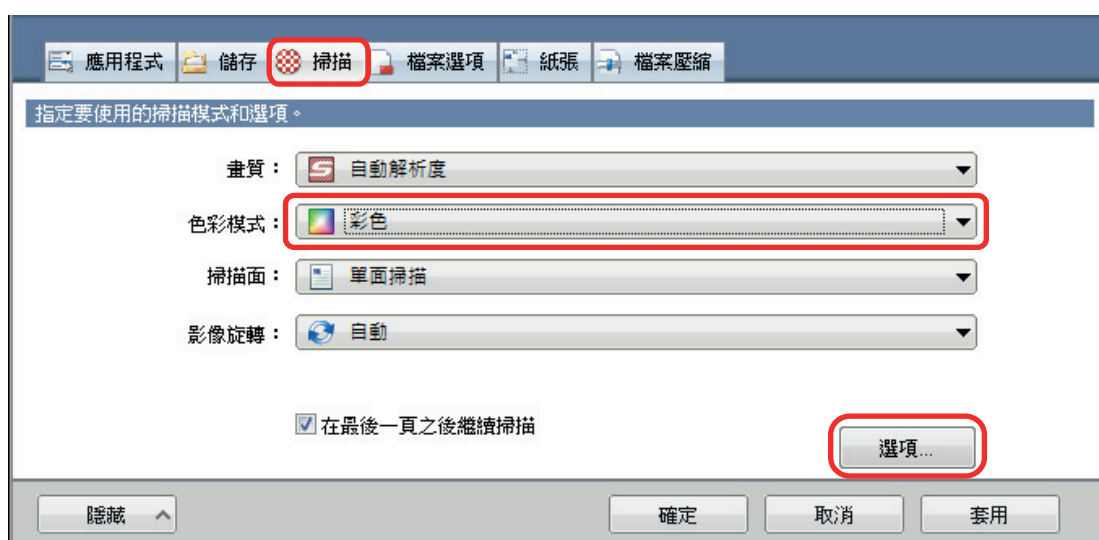 應用程式 儲存 掃描 檔案選項 紙張 檔案壓縮
指定要使用的掃描模式和選項。
畫質： 自動解析度
色彩模式： 彩色
掃描面： 單面掃描
影像旋轉： 自動
在最後一頁之後繼續掃描
選項...
隱藏 確定 取消 套用